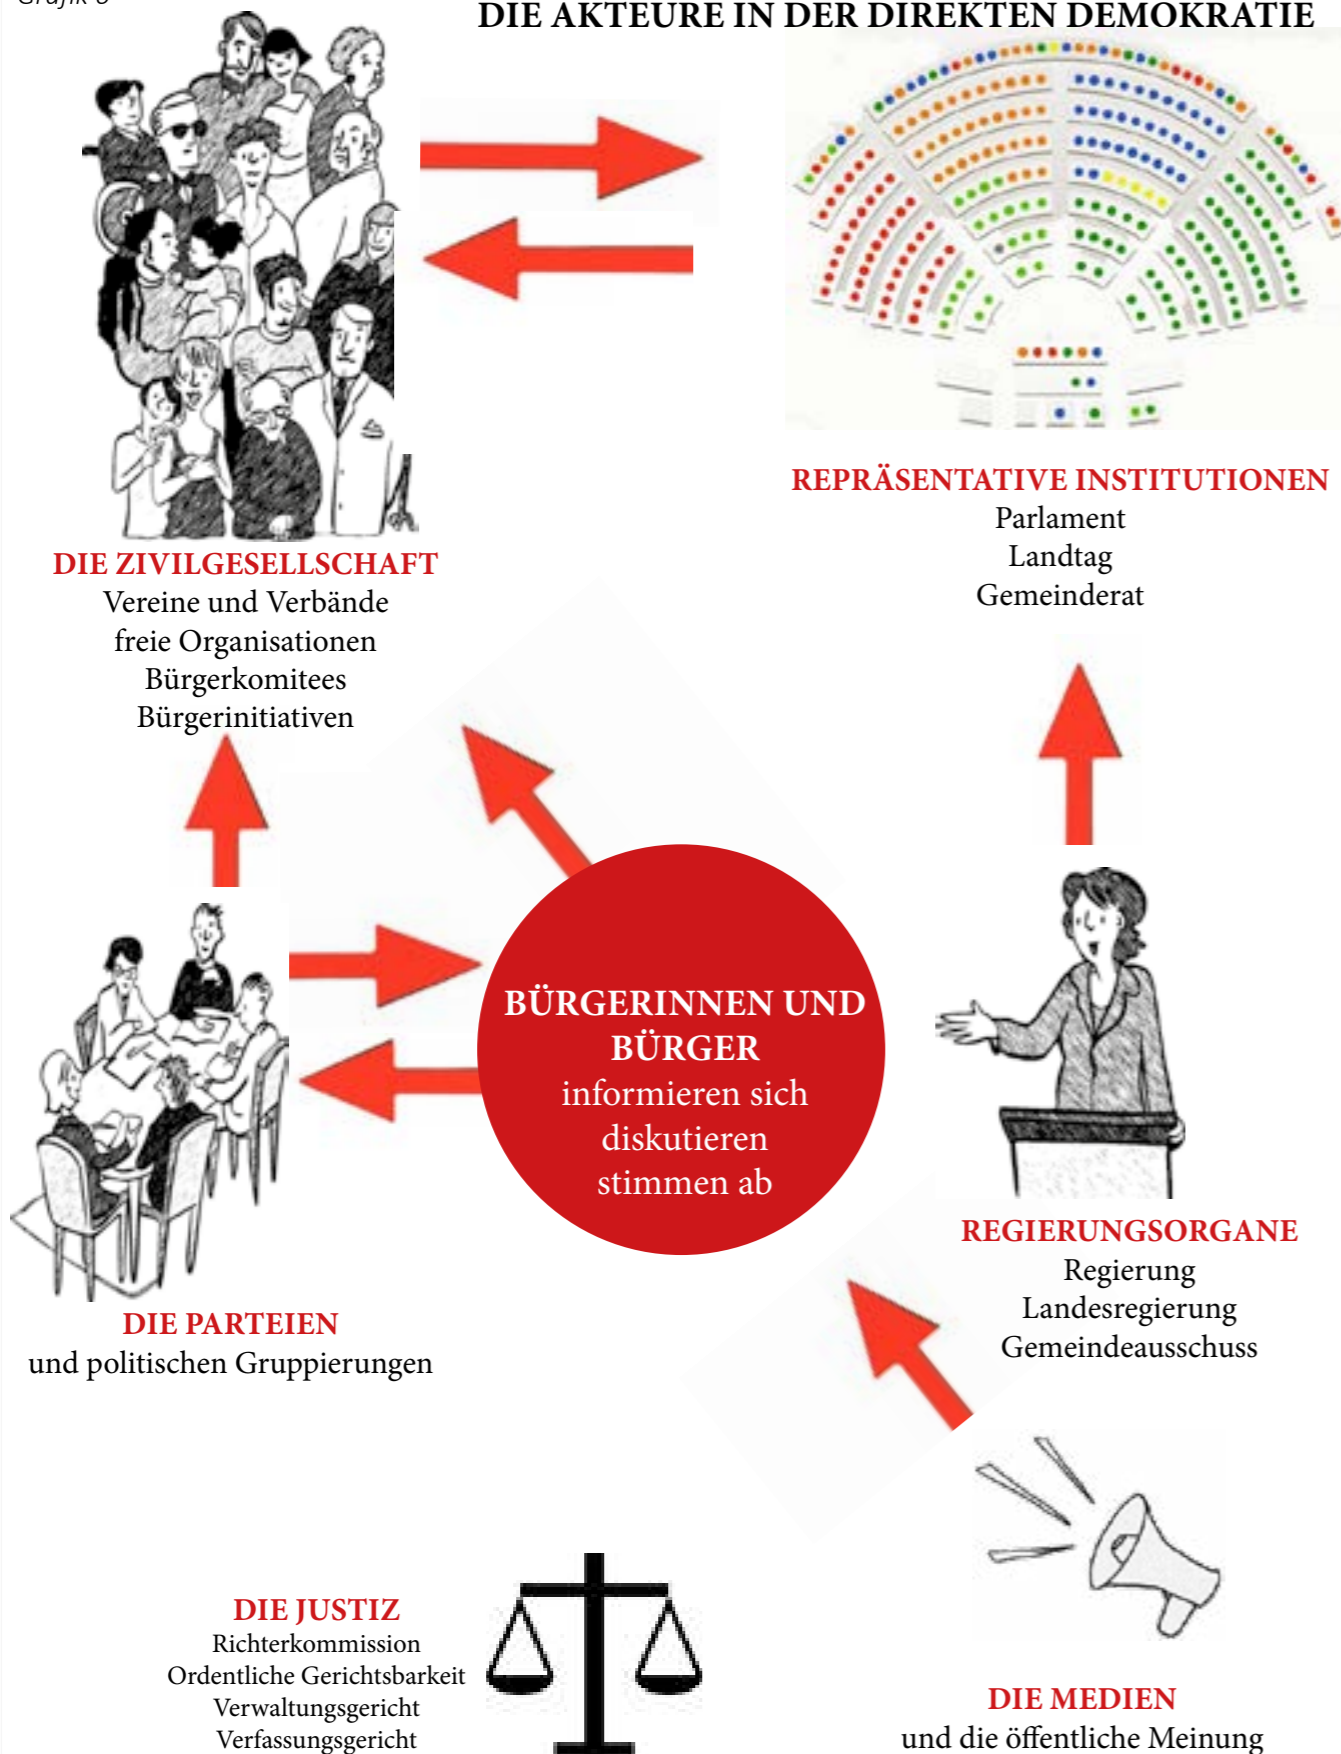 Grafik
DIE AKTEURE IN DER DIREKTEN DEMOKRATIE
DIE ZIVILGESELLSCHAFT
Vereine und Verbände
freie Organisationen
Bürgerkomitees
Bürgerinitiativen
REPRÄSENTATIVE INSTITUTIONEN
Parlament
Landtag
Gemeinderat
BÜRGERINNEN UND
BÜRGER
informieren sich
diskutieren
stimmen ab
DIE PARTEIEN
und politischen Gruppierungen
REGIERUNGSORGANE
Regierung
Landesregierung
Gemeindeausschuss
DIE JUSTIZ
Richterkommission
Ordentliche Gerichtsbarkeit
Verwaltungsgericht
Verfassungsgericht
DIE MEDIEN
und die öffentliche Meinung